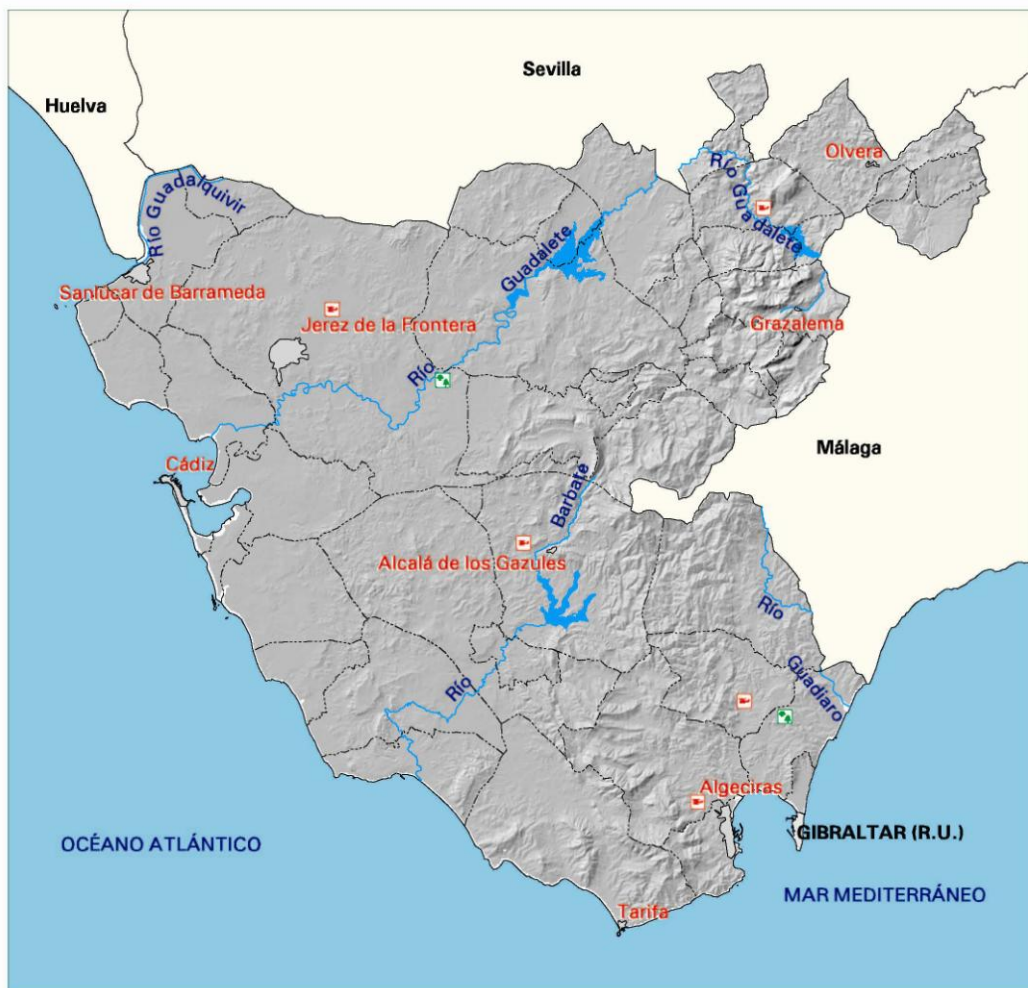 Sevilla
Huelva
Olvera
Río Guadalete
Río Guadalquivir
Guadalete
Sanlúcar de Barrameda
Jerez de la Frontera
Grazalema
Río
Málaga
Cádiz
Barbate
Alcalá de los Gazules
Río
Río
Guadiaro
Algeciras
OCÉANO ATLÁNTICO
GIBRALTAR (R.U.)
MAR MEDITERRÁNEO
Tarifa